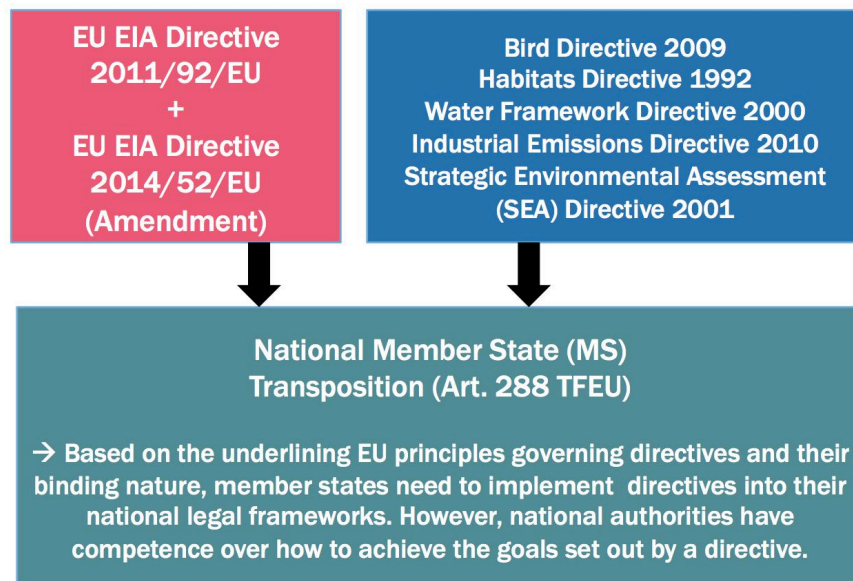 EU EIA Directive
2011/92/EU
+
EU EIA Directive
2014/52/EU
(Amendment)
Bird Directive 2009
Habitats Directive 1992
Water Framework Directive 2000
Industrial Emissions Directive 2010
Strategic Environmental Assessment
(SEA) Directive 2001
National Member State (MS)
Transposition (Art. 288 TFEU)
→ Based on the underlining EU principles governing directives and their
binding nature, member states need to implement directives into their
national legal frameworks. However, national authorities have
competence over how to achieve the goals set out by a directive.